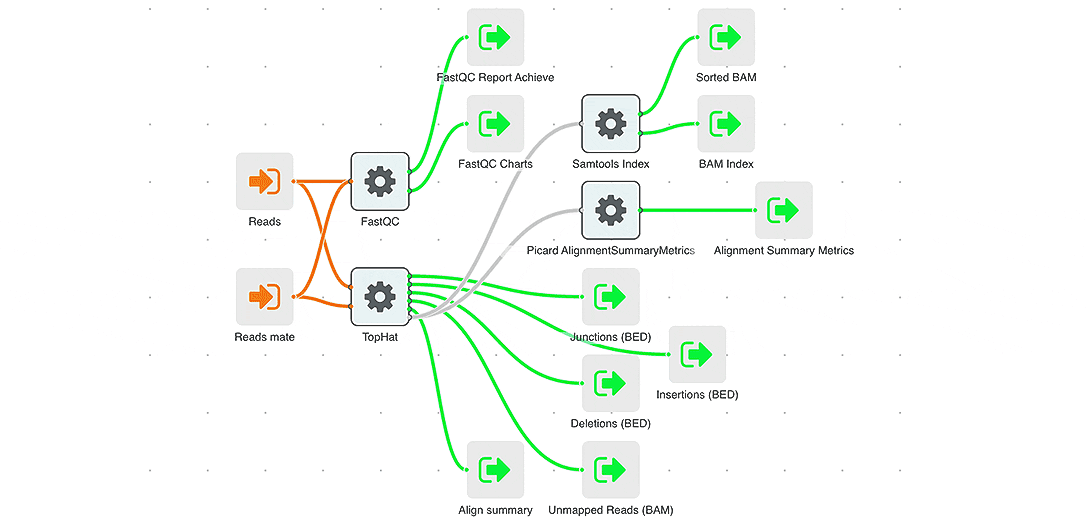 FastQC Report Achieve
Sorted BAM
FastQC Charts
Samtools Index
BAM Index
Reads
FastQC
Picard AlignmentSummaryMetrics
Alignment Summary Metrics
Reads mate
TopHat
Junctions (BED)
Insertions (BED)
Deletions (BED)
Align summary
Unmapped Reads (BAM)